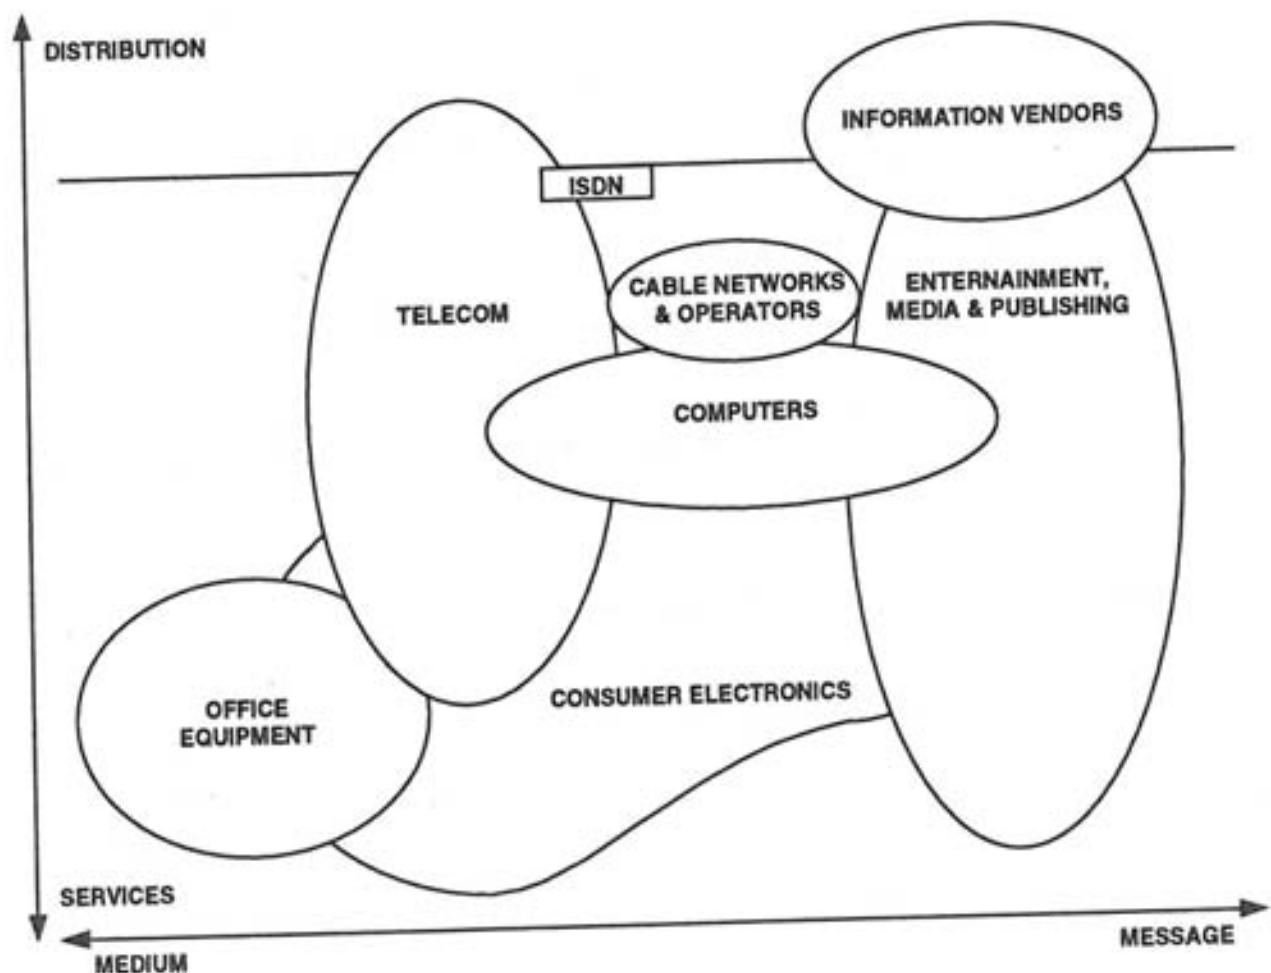 DISTRIBUTION
INFORMATION VENDORS
ISDN
TELECOM
CABLE NETWORKS
& OPERATORS
ENTERNAINMENT,
MEDIA & PUBLISHING
COMPUTERS
CONSUMER ELECTRONICS
OFFICE
EQUIPMENT
SERVICES
MEDIUM
MESSAGE